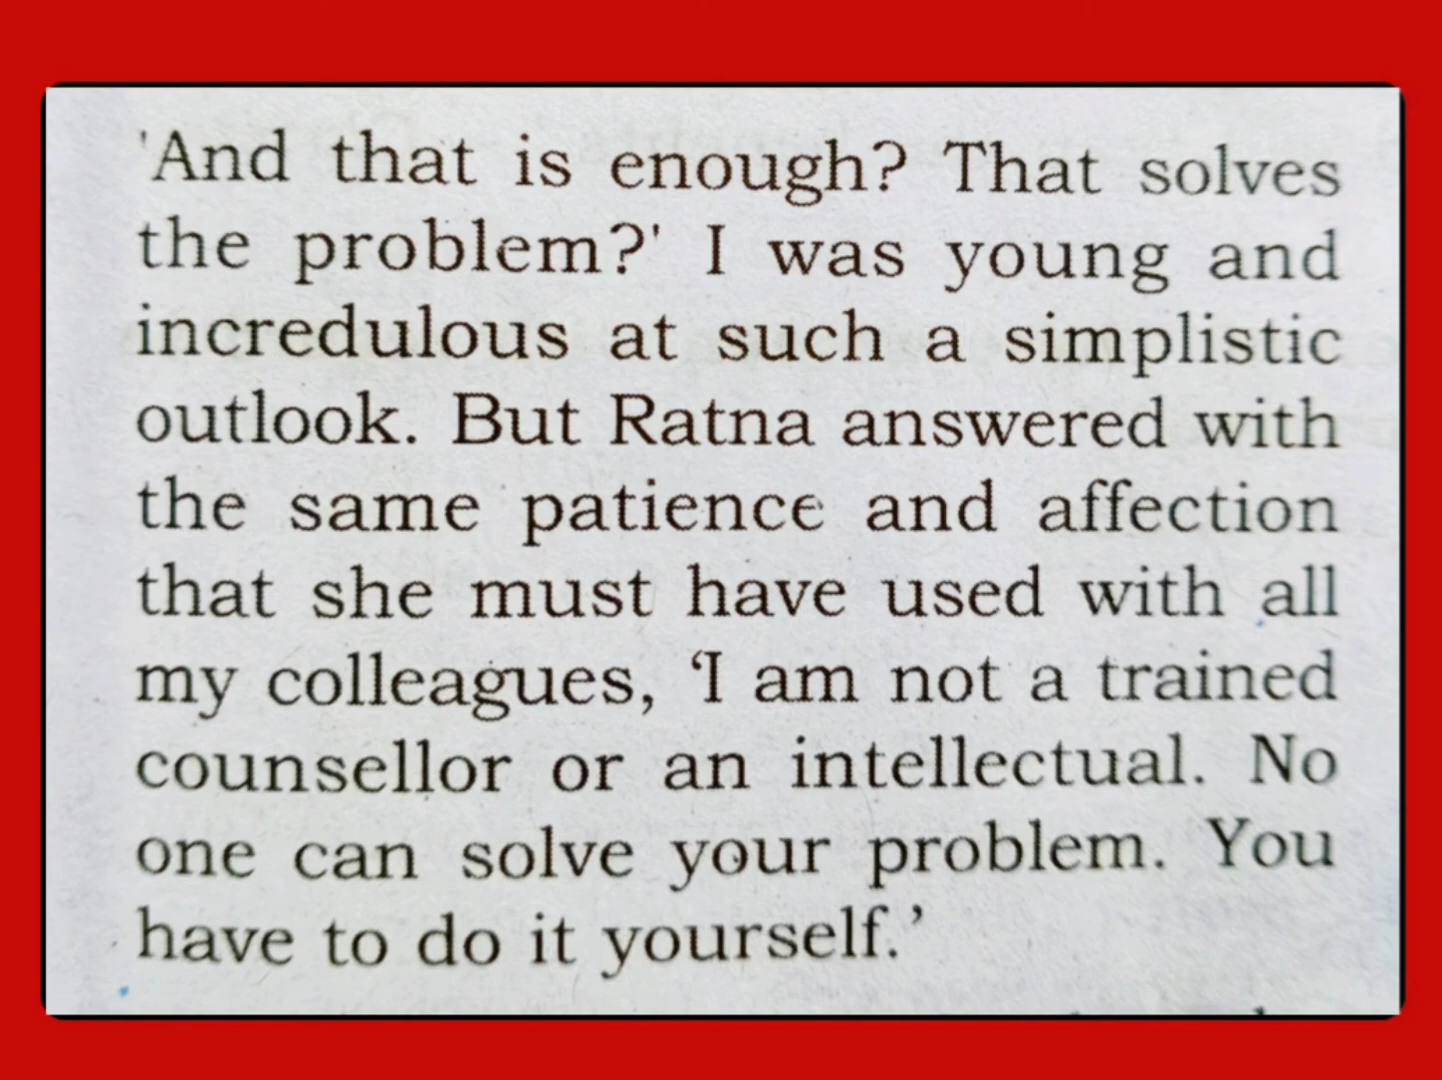 'And that is enough? That solves
the problem?' I was young and
incredulous at such a simplistic
outlook. But Ratna answered with
the same patience and affection
that she must have used with all
my colleagues, ‘I am not a trained
counsellor or an intellectual. No
one can solve your problem. You
have to do it yourself.’